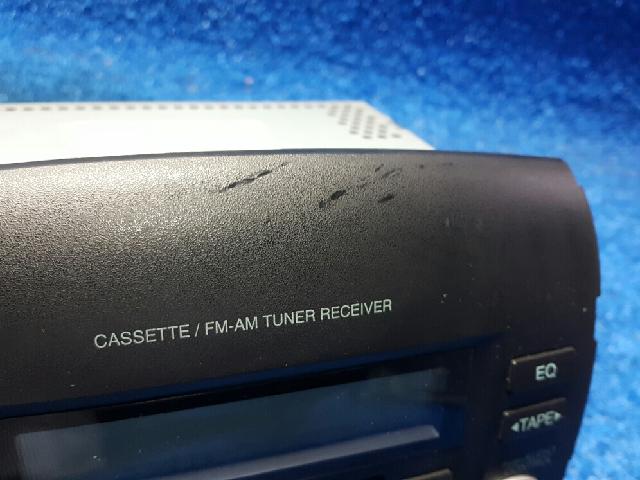 CASSETTE / FM-AM TUNER RECEIVER
EQ
◄TAPE►